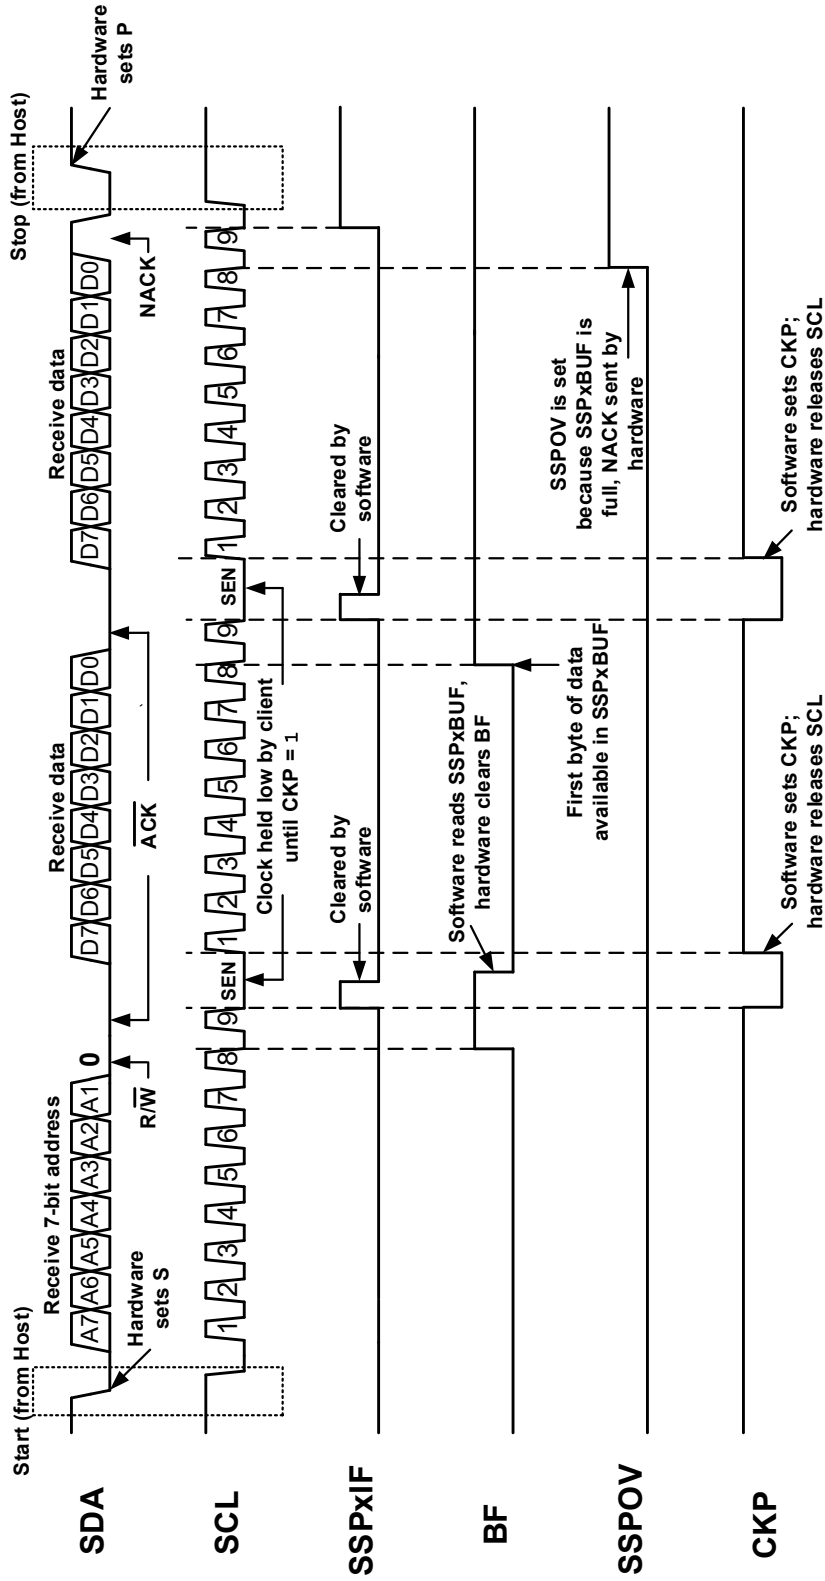 Start (from Host)
Stop (from Host)
Receive 7-bit address
Receive data
Receive data
SDA
A7 A6 A5 A4 A3 A2 A1 0
D7 D6 D5 D4 D3 D2 D1 D0
D7 D6 D5 D4 D3 D2 D1 D0
Hardware
sets S
R/W
ACK
NACK
Hardware
sets P
SCL
1 2 3 4 5 6 7 8 9
SEN
1 2 3 4 5 6 7 8 9
SEN
1 2 3 4 5 6 7 8 9
Clock held low by client
until CKP = 1
SSPxIF
Cleared by
software
Cleared by
software
BF
Software reads SSPxBUF,
hardware clears BF
First byte of data
available in SSPxBUF
SSPOV
SSPOV is set
because SSPxBUF is
full, NACK sent by
hardware
CKP
Software sets CKP;
hardware releases SCL
Software sets CKP;
hardware releases SCL